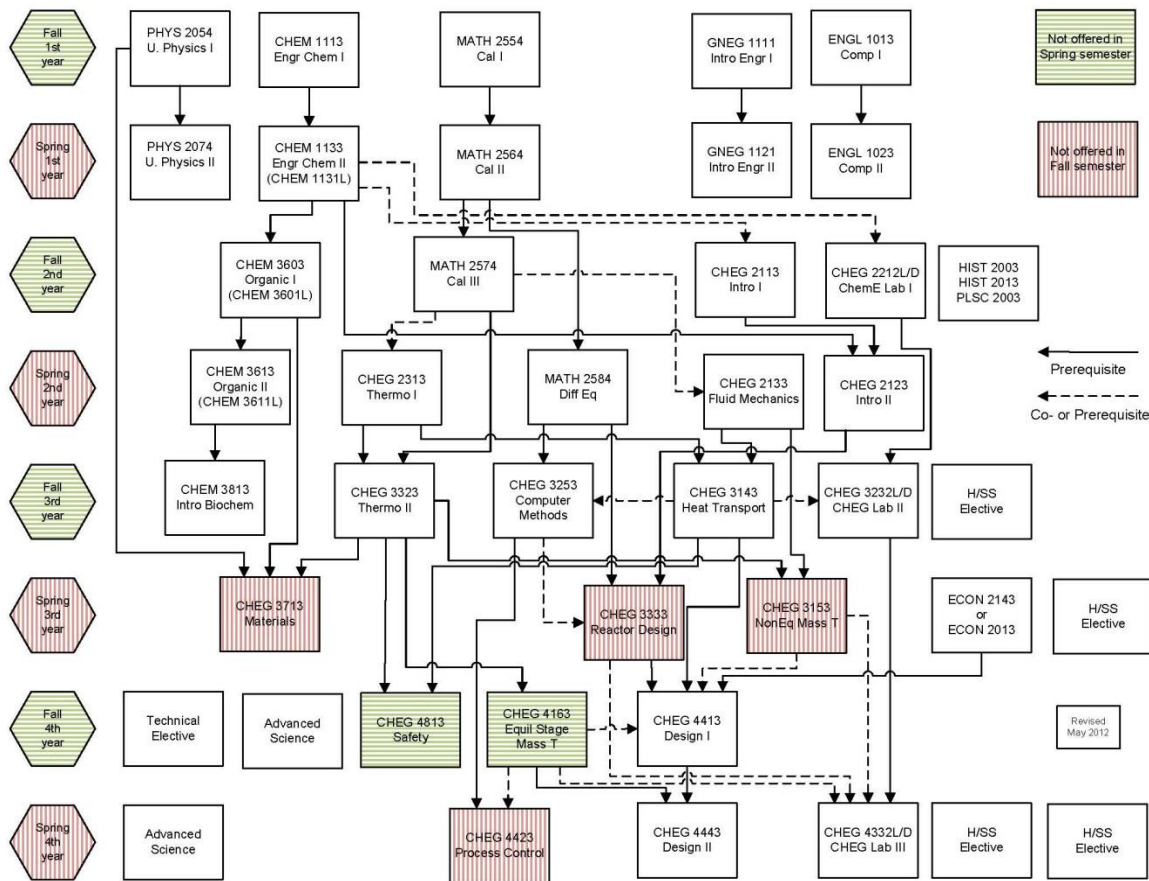 Fall
1st
year
PHYS 2054
U. Physics I
CHEM 1113
Engr Chem I
MATH 2554
Cal I
GNEG 1111
Intro Engr I
ENGL 1013
Comp I
Not offered in
Spring semester
Spring
1st
year
PHYS 2074
U. Physics II
CHEM 1133
Engr Chem II
(CHEM 1131L)
MATH 2564
Cal II
GNEG 1121
Intro Engr II
ENGL 1023
Comp II
Not offered in
Fall semester
Fall
2nd
year
CHEM 3603
Organic I
(CHEM 3601L)
MATH 2574
Cal III
CHEG 2113
Intro I
CHEG 2212L/D
ChemE Lab I
HIST 2003
HIST 2013
PLSC 2003
Spring
2nd
year
CHEM 3613
Organic II
(CHEM 3611L)
CHEG 2313
Thermo I
MATH 2584
Diff Eq
CHEG 2133
Fluid Mechanics
CHEG 2123
Intro II
Prerequisite
Co- or Prerequisite
Fall
3rd
year
CHEM 3813
Intro Biochem
CHEG 3323
Thermo II
CHEG 3253
Computer
Methods
CHEG 3143
Heat Transport
CHEG 3232L/D
CHEG Lab II
H/SS
Elective
Spring
3rd
year
CHEG 3713
Materials
CHEG 3333
Reactor Design
CHEG 3153
NonEq Mass T
ECON 2143
or
ECON 2013
H/SS
Elective
Fall
4th
year
Technical
Elective
Advanced
Science
CHEG 4813
Safety
CHEG 4163
Equil Stage
Mass T
CHEG 4413
Design I
Revised
May 2012
Spring
4th
year
Advanced
Science
CHEG 4423
Process Control
CHEG 4443
Design II
CHEG 4332L/D
CHEG Lab III
H/SS
Elective
H/SS
Elective